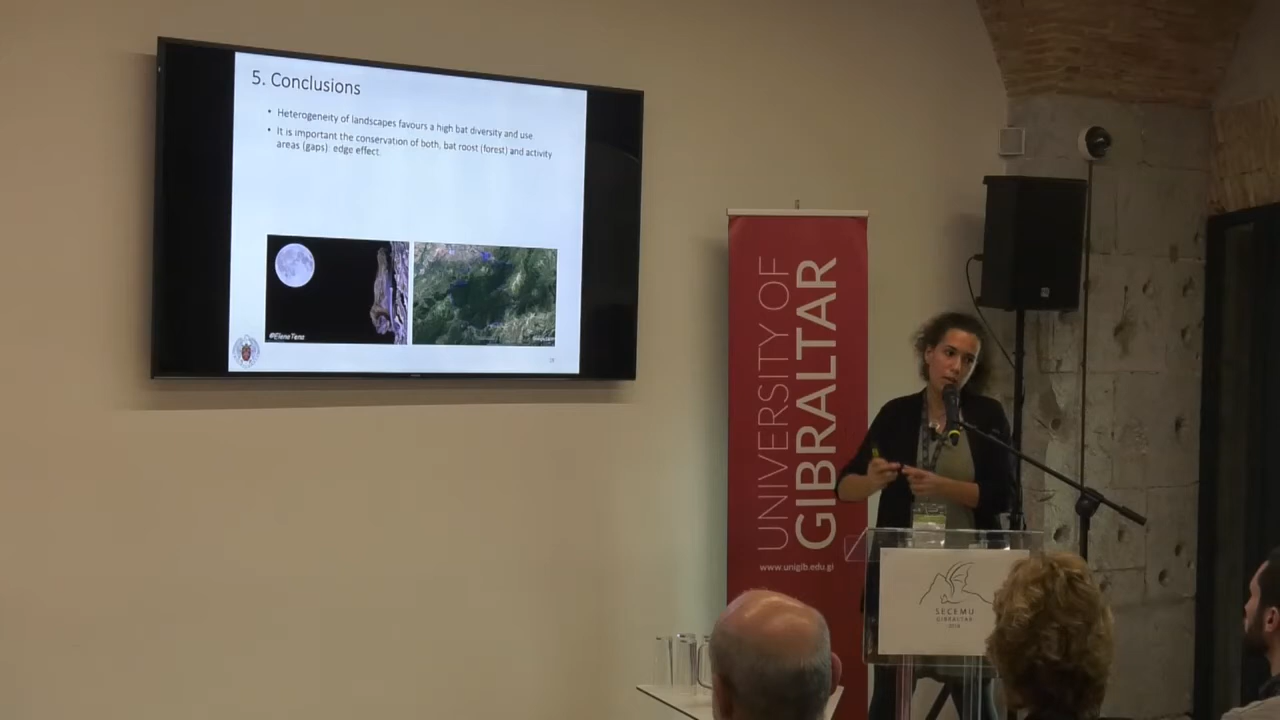 5. Conclusions
• Heterogeneity of landscapes favours a high bat diversity and use
• It is important the conservation of both, bat roost (forest) and activity
areas (gaps) edge effect.
@ElenaTena
UNIVERSITY OF
GIBRALTAR
www.unigib.edu.gi
SECEMU
GIBRALTAR